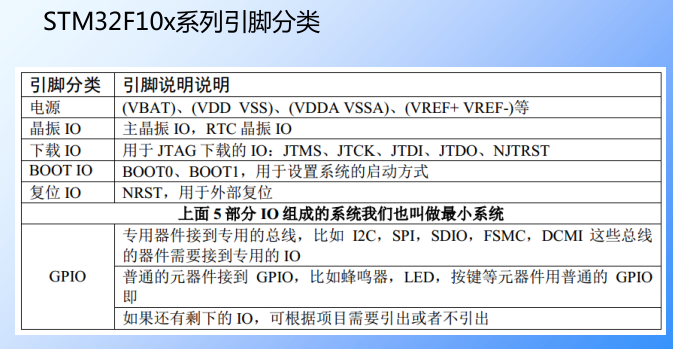 STM32F10x系列引脚分类
引脚分类 引脚说明说明
电源 (VBAT)、(VDD VSS)、(VDDA VSSA)、(VREF+ VREF-)等
晶振 IO 主晶振 IO，RTC 晶振 IO
下载 IO 用于 JTAG 下载的 IO：JTMS、JTCK、JTDI、JTDO、NJTRST
BOOT IO BOOT0、BOOT1，用于设置系统的启动方式
复位 IO NRST，用于外部复位
上面 5 部分 IO 组成的系统我们也叫做最小系统
GPIO
专用器件接到专用的总线，比如 I2C，SPI，SDIO，FSMC，DCMI 这些总线
的器件需要接到专用的 IO
普通的元器件接到 GPIO，比如蜂鸣器，LED，按键等元器件用普通的 GPIO
即
如果还有剩下的 IO，可根据项目需要引出或者不引出